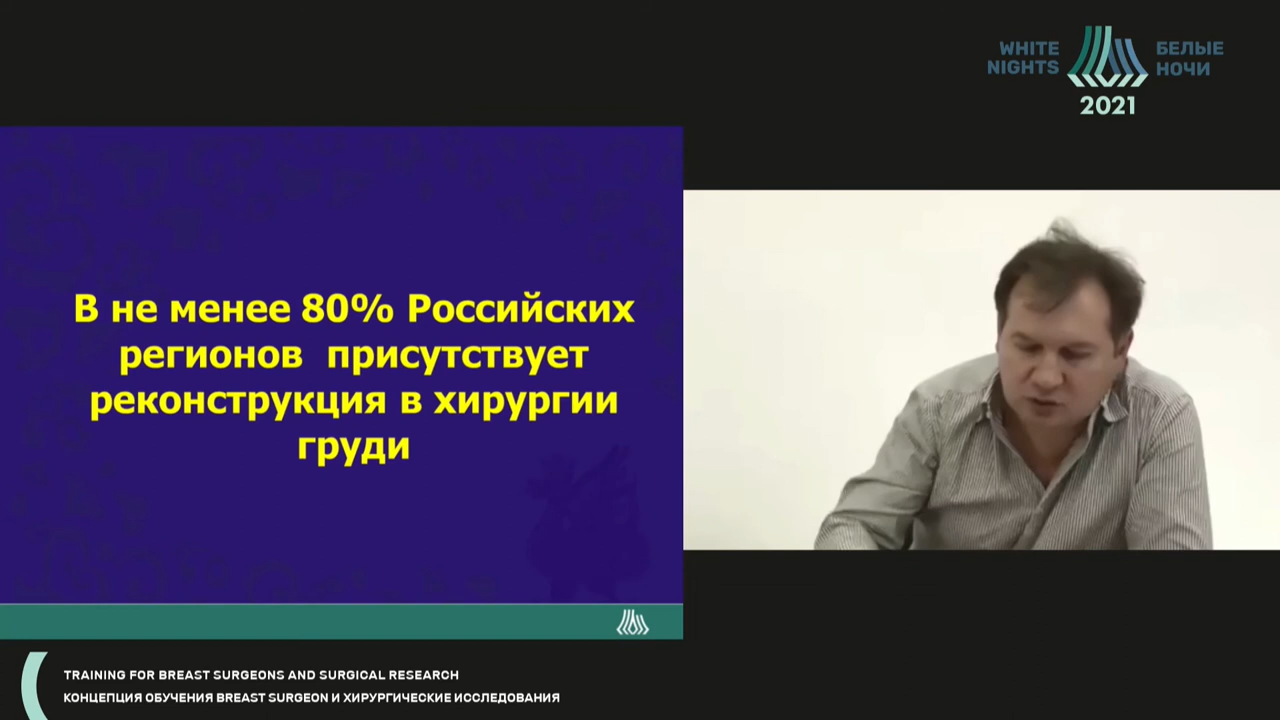 WHITE
NIGHTS
БЕЛЫЕ
НОЧИ
2021
В не менее 80% Российских
регионов присутствует
реконструкция в хирургии
груди
TRAINING FOR BREAST SURGEONS AND SURGICAL RESEARCH
КОНЦЕПЦИЯ ОБУЧЕНИЯ BREAST SURGEON И ХИРУРГИЧЕСКИЕ ИССЛЕДОВАНИЯ